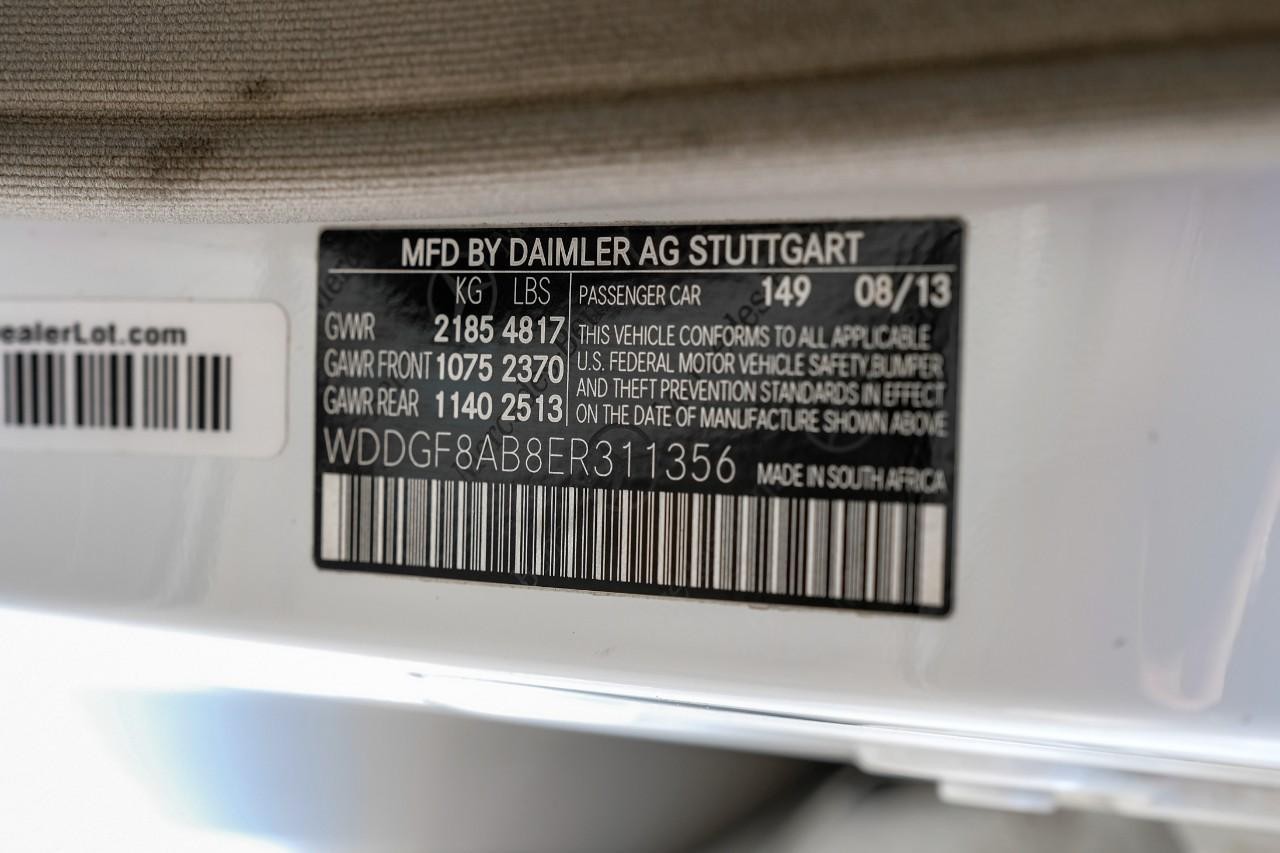 MFD BY DAIMLER AG STUTTGART
KG LBS PASSENGER CAR 149 08/13
GVWR 2185 4817
GAWR FRONT 1075 2370
GAWR REAR 1140 2513
THIS VEHICLE CONFORMS TO ALL APPLICABLE
U.S. FEDERAL MOTOR VEHICLE SAFETY,BUMPER
AND THEFT PREVENTION STANDARDS IN EFFECT
ON THE DATE OF MANUFACTURE SHOWN ABOVE
WDDGF8AB8ER311356 MADE IN SOUTH AFRICA
ealerLot.com